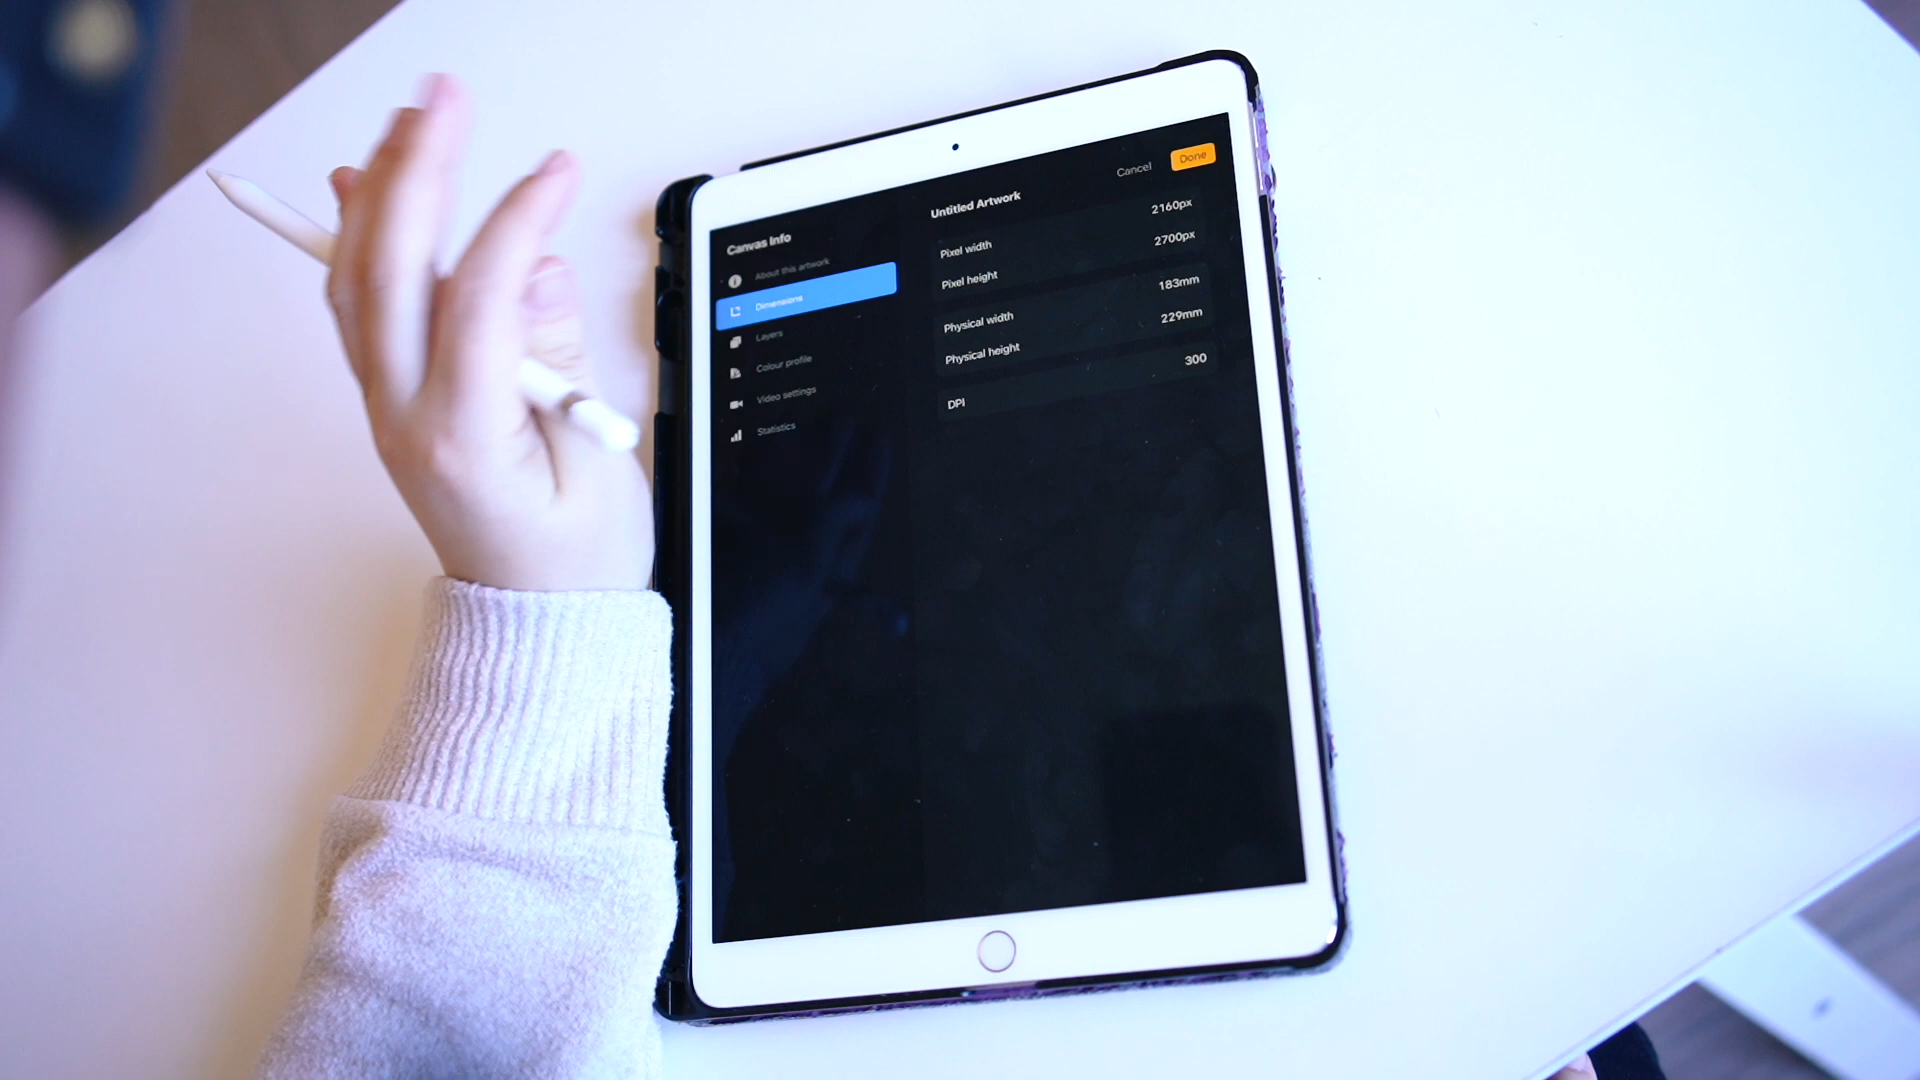 Canvas Info
About this artwork
Dimensions
Layers
Colour profile
Video settings
Statistics
Cancel
Done
Untitled Artwork
Pixel width 2160px
Pixel height 2700px
Physical width 183mm
Physical height 229mm
DPI 300